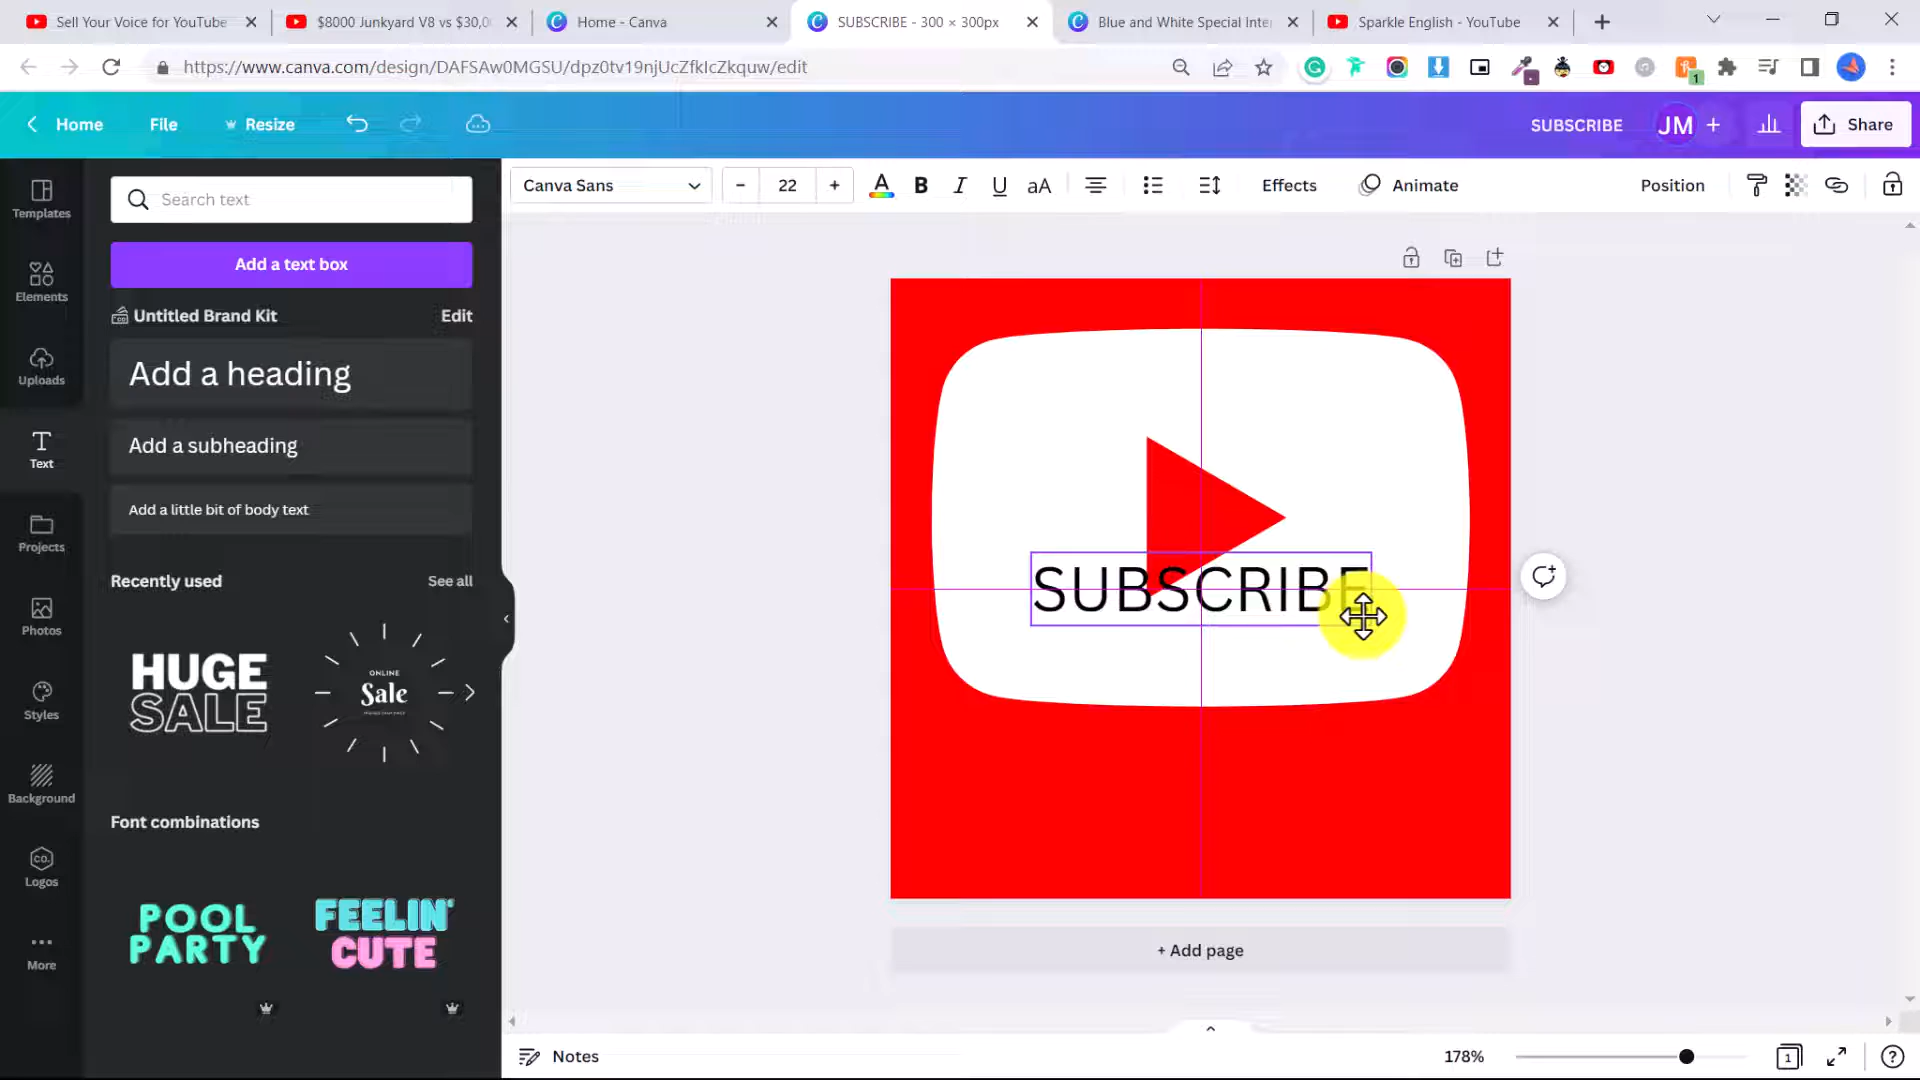 Sell Your Voice for YouTube
$8000 Junkyard V8 vs $30,0
Home - Canva
SUBSCRIBE - 300 × 300px
Blue and White Special Inte
Sparkle English - YouTube
https://www.canva.com/design/DAFSAw0MGSU/dpz0tv19njUcZfkIcZkquw/edit
1
Home
File
Resize
SUBSCRIBE
JM
Share
Templates
Elements
Uploads
Text
Projects
Photos
Styles
Background
Logos
More
Search text
Add a text box
Untitled Brand Kit
Edit
Add a heading
Add a subheading
Add a little bit of body text
Recently used
See all
HUGE
SALE
ONLINE
Sale
Font combinations
POOL
PARTY
FEELIN'
CUTE
CO.
Canva Sans
22
A
B
I
U
aA
Effects
Animate
Position
SUBSCRIBE
+ Add page
Notes
178%
1